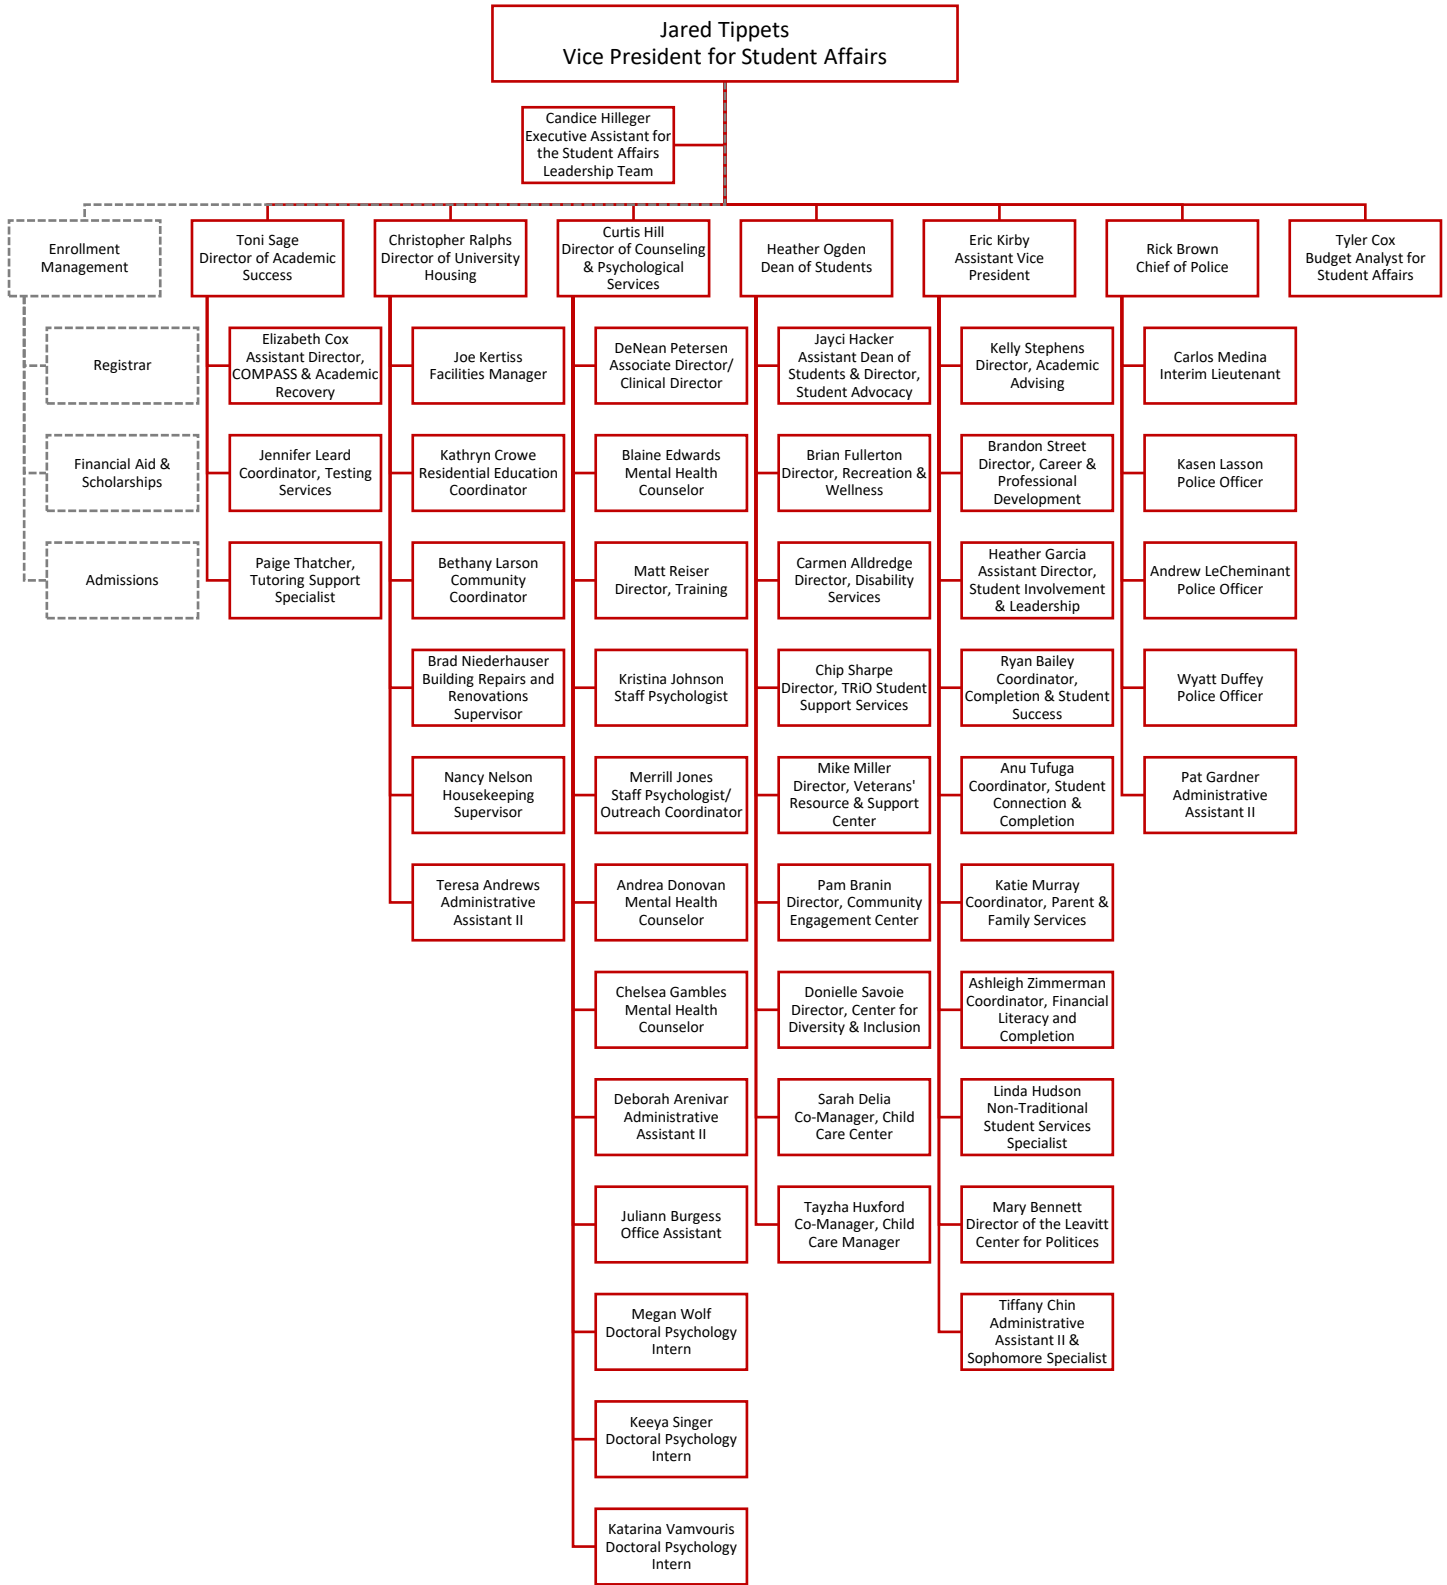 Jared Tippets
Vice President for Student Affairs
Candice Hilleger
Executive Assistant for
the Student Affairs
Leadership Team
Enrollment
Management
Registrar
Financial Aid &
Scholarships
Admissions
Toni Sage
Director of Academic
Success
Elizabeth Cox
Assistant Director,
COMPASS & Academic
Recovery
Jennifer Leard
Coordinator, Testing
Services
Paige Thatcher,
Tutoring Support
Specialist
Christopher Ralphs
Director of University
Housing
Joe Kertiss
Facilities Manager
Kathryn Crowe
Residential Education
Coordinator
Bethany Larson
Community
Coordinator
Brad Niederhauser
Building Repairs and
Renovations
Supervisor
Nancy Nelson
Housekeeping
Supervisor
Teresa Andrews
Administrative
Assistant II
Curtis Hill
Director of Counseling
& Psychological
Services
DeNean Petersen
Associate Director/
Clinical Director
Blaine Edwards
Mental Health
Counselor
Matt Reiser
Director, Training
Kristina Johnson
Staff Psychologist
Merrill Jones
Staff Psychologist/
Outreach Coordinator
Andrea Donovan
Mental Health
Counselor
Chelsea Gambles
Mental Health
Counselor
Deborah Arenivar
Administrative
Assistant II
Juliann Burgess
Office Assistant
Megan Wolf
Doctoral Psychology
Intern
Keeya Singer
Doctoral Psychology
Intern
Katarina Vamvouris
Doctoral Psychology
Intern
Heather Ogden
Dean of Students
Jayci Hacker
Assistant Dean of
Students & Director,
Student Advocacy
Brian Fullerton
Director, Recreation &
Wellness
Carmen Alldredge
Director, Disability
Services
Chip Sharpe
Director, TRiO Student
Support Services
Mike Miller
Director, Veterans'
Resource & Support
Center
Pam Branin
Director, Community
Engagement Center
Donielle Savoie
Director, Center for
Diversity & Inclusion
Sarah Delia
Co-Manager, Child
Care Center
Tayzha Huxford
Co-Manager, Child
Care Manager
Eric Kirby
Assistant Vice
President
Kelly Stephens
Director, Academic
Advising
Brandon Street
Director, Career &
Professional
Development
Heather Garcia
Assistant Director,
Student Involvement
& Leadership
Ryan Bailey
Coordinator,
Completion & Student
Success
Anu Tufuga
Coordinator, Student
Connection &
Completion
Katie Murray
Coordinator, Parent &
Family Services
Ashleigh Zimmerman
Coordinator, Financial
Literacy and
Completion
Linda Hudson
Non-Traditional
Student Services
Specialist
Mary Bennett
Director of the Leavitt
Center for Politices
Tiffany Chin
Administrative
Assistant II &
Sophomore Specialist
Rick Brown
Chief of Police
Carlos Medina
Interim Lieutenant
Kasen Lasson
Police Officer
Andrew LeCheminant
Police Officer
Wyatt Duffey
Police Officer
Pat Gardner
Administrative
Assistant II
Tyler Cox
Budget Analyst for
Student Affairs